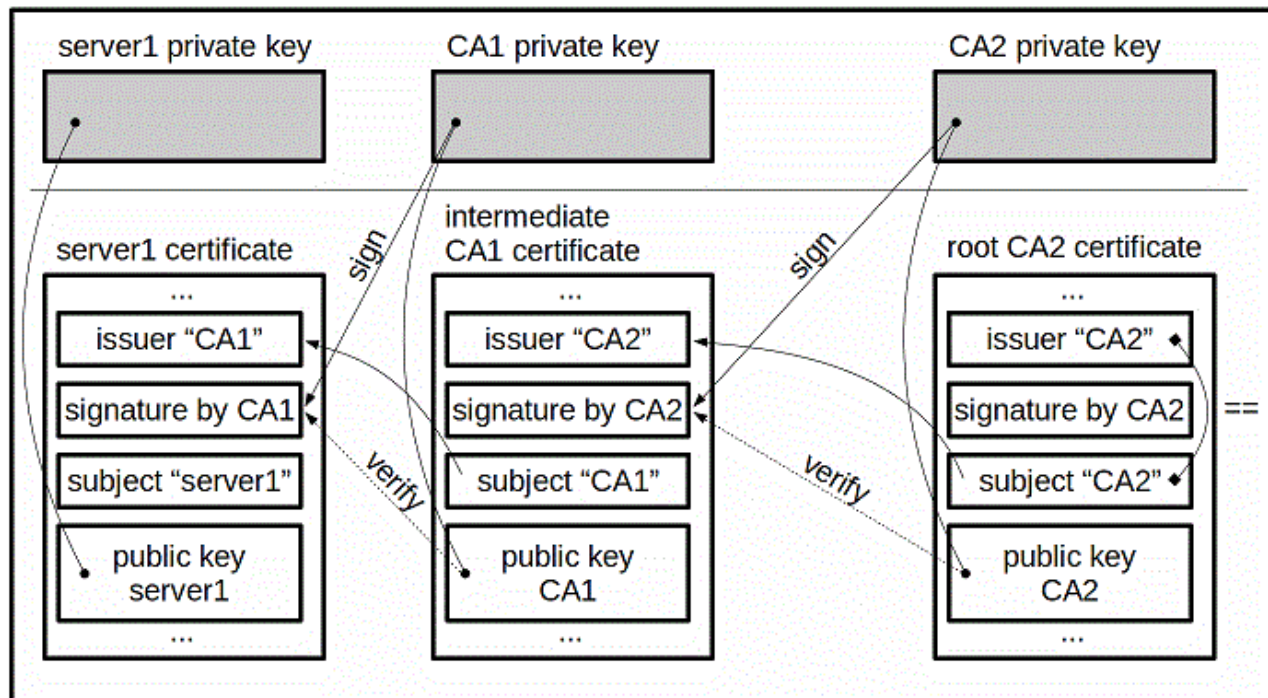 server1 private key
CA1 private key
CA2 private key
sign
sign
server1 certificate
intermediate
CA1 certificate
root CA2 certificate
...
issuer “CA1”
signature by CA1
subject “server1”
public key
server1
...
verify
...
issuer “CA2”
signature by CA2
subject “CA1”
public key
CA1
...
verify
...
issuer “CA2”
signature by CA2
subject “CA2”
public key
CA2
...
==